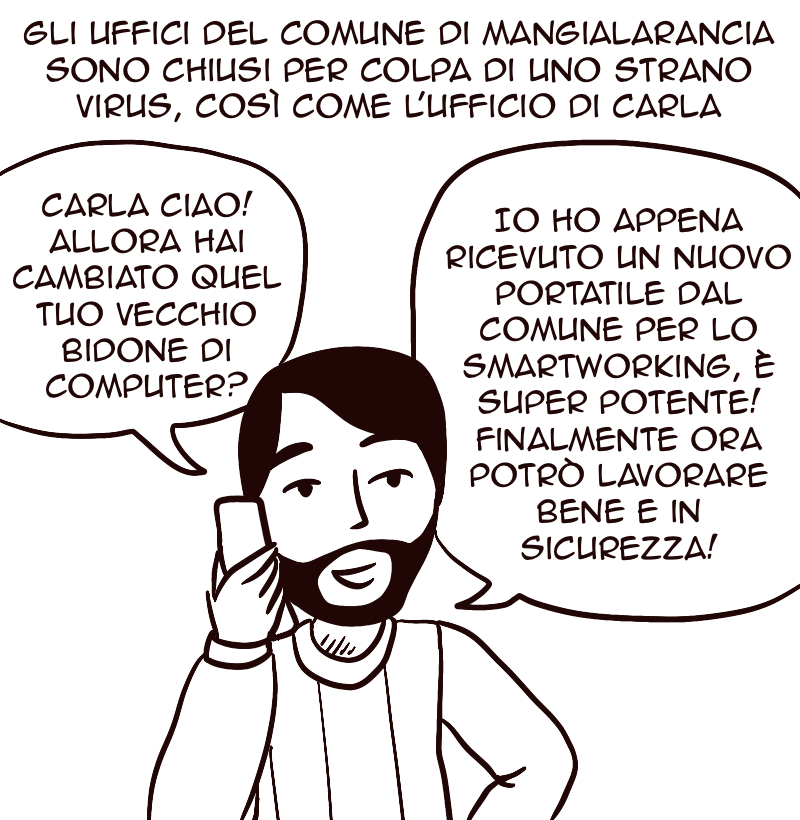 GLI UFFICI DEL COMUNE DI MANGIALARANCIA
SONO CHIUSI PER COLPA DI UNO STRANO
VIRUS, COSÌ COME L'UFFICIO DI CARLA
CARLA CIAO!
ALLORA HAI
CAMBIATO QUEL
TUO VECCHIO
BIDONE DI
COMPUTER?
IO HO APPENA
RICEVUTO UN NUOVO
PORTATILE DAL
COMUNE PER LO
SMARTWORKING, È
SUPER POTENTE!
FINALMENTE ORA
POTRÒ LAVORARE
BENE E IN
SICUREZZA!